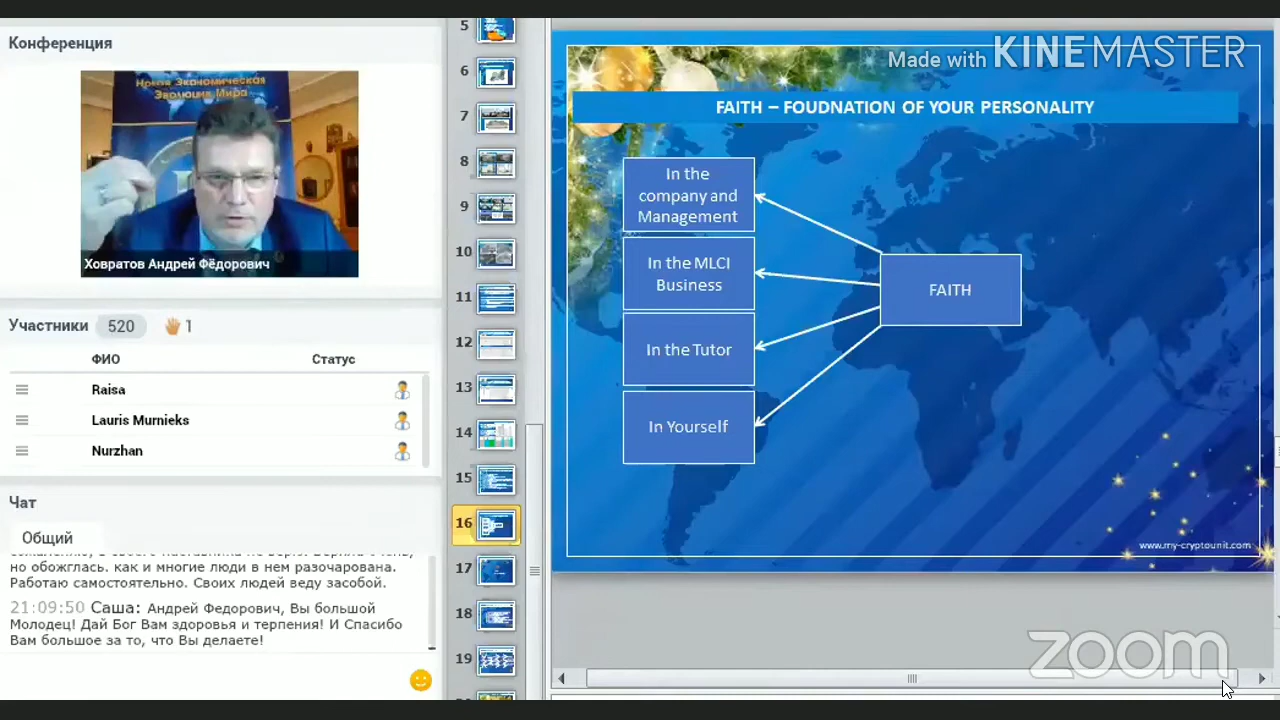 Конференция
Новая Экономическая
Эволюция Мира
Ховратов Андрей Фёдорович
Участники 520 1
ФИО Статус
Raisa
Lauris Murnieks
Nurzhan
Чат
Общий
но обожглась. как и многие люди в нем разочарована.
Работаю самостоятельно. Своих людей веду засобой.
21:09:50 Саша: Андрей Федорович, Вы большой
Молодец! Дай Бог Вам здоровья и терпения! И Спасибо
Вам большое за то, что Вы делаете!
5
6
7
8
9
10
11
12
13
14
15
16
17
18
19
Made with KINEMASTER
FAITH – FOUDNATION OF YOUR PERSONALITY
In the
company and
Management
In the MLCI
Business
In the Tutor
In Yourself
FAITH
www.my-cryptounit.com
zoom